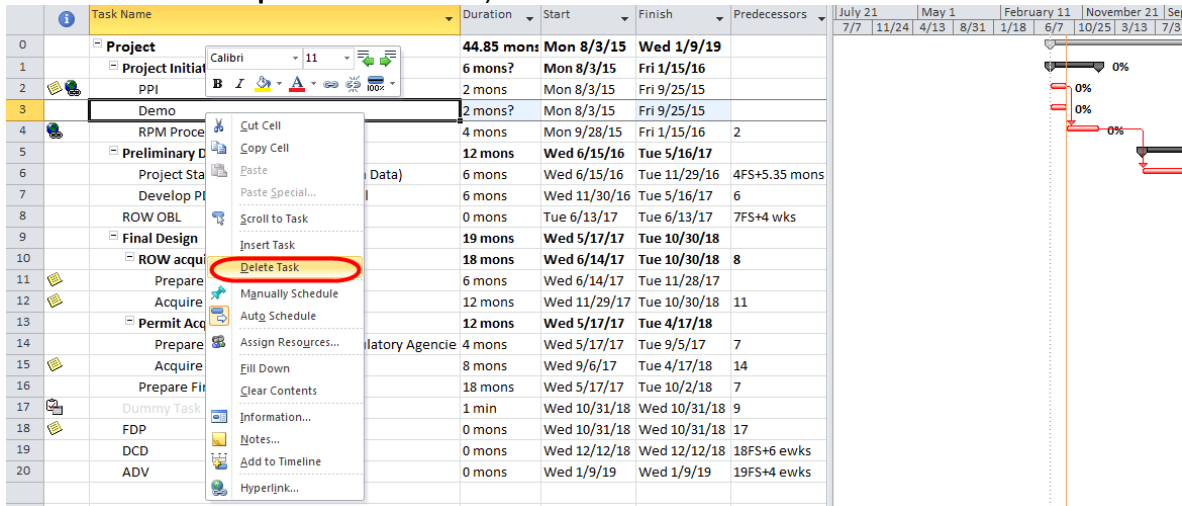 Task Name Duration Start Finish Predecessors July 21 May 1 February 11 November 21 Sep
7/7 11/24 4/13 8/31 1/18 6/7 10/25 3/13 7/3
0 Project 44.85 mons Mon 8/3/15 Wed 1/9/19
Calibri 11
1 Project Initiat 6 mons? Mon 8/3/15 Fri 1/15/16 0%
B I A 100%
2 PPI 2 mons Mon 8/3/15 Fri 9/25/15 0%
3 Demo 2 mons? Mon 8/3/15 Fri 9/25/15 0%
Cut Cell
4 RPM Proce 4 mons Mon 9/28/15 Fri 1/15/16 2 0%
Copy Cell
5 Preliminary D 12 mons Wed 6/15/16 Tue 5/16/17
Paste
6 Project Sta Data) 6 mons Wed 6/15/16 Tue 11/29/16 4FS+5.35 mons
Paste Special...
7 Develop Pl l 6 mons Wed 11/30/16 Tue 5/16/17 6
8 ROW OBL Scroll to Task 0 mons Tue 6/13/17 Tue 6/13/17 7FS+4 wks
9 Final Design 19 mons Wed 5/17/17 Tue 10/30/18
Insert Task
10 ROW acqui 18 mons Wed 6/14/17 Tue 10/30/18 8
Delete Task
11 Prepare 6 mons Wed 6/14/17 Tue 11/28/17
Manually Schedule
12 Acquire 12 mons Wed 11/29/17 Tue 10/30/18 11
Auto Schedule
13 Permit Acq 12 mons Wed 5/17/17 Tue 4/17/18
14 Prepare Assign Resources... ulatory Agencie 4 mons Wed 5/17/17 Tue 9/5/17 7
15 Acquire Fill Down 8 mons Wed 9/6/17 Tue 4/17/18 14
16 Prepare Fir 18 mons Wed 5/17/17 Tue 10/2/18 7
Clear Contents
17 Dummy Task 1 min Wed 10/31/18 Wed 10/31/18 9
Information...
18 FDP 0 mons Wed 10/31/18 Wed 10/31/18 17
Notes...
19 DCD 0 mons Wed 12/12/18 Wed 12/12/18 18FS+6 ewks
Add to Timeline
20 ADV 0 mons Wed 1/9/19 Wed 1/9/19 19FS+4 ewks
Hyperlink...